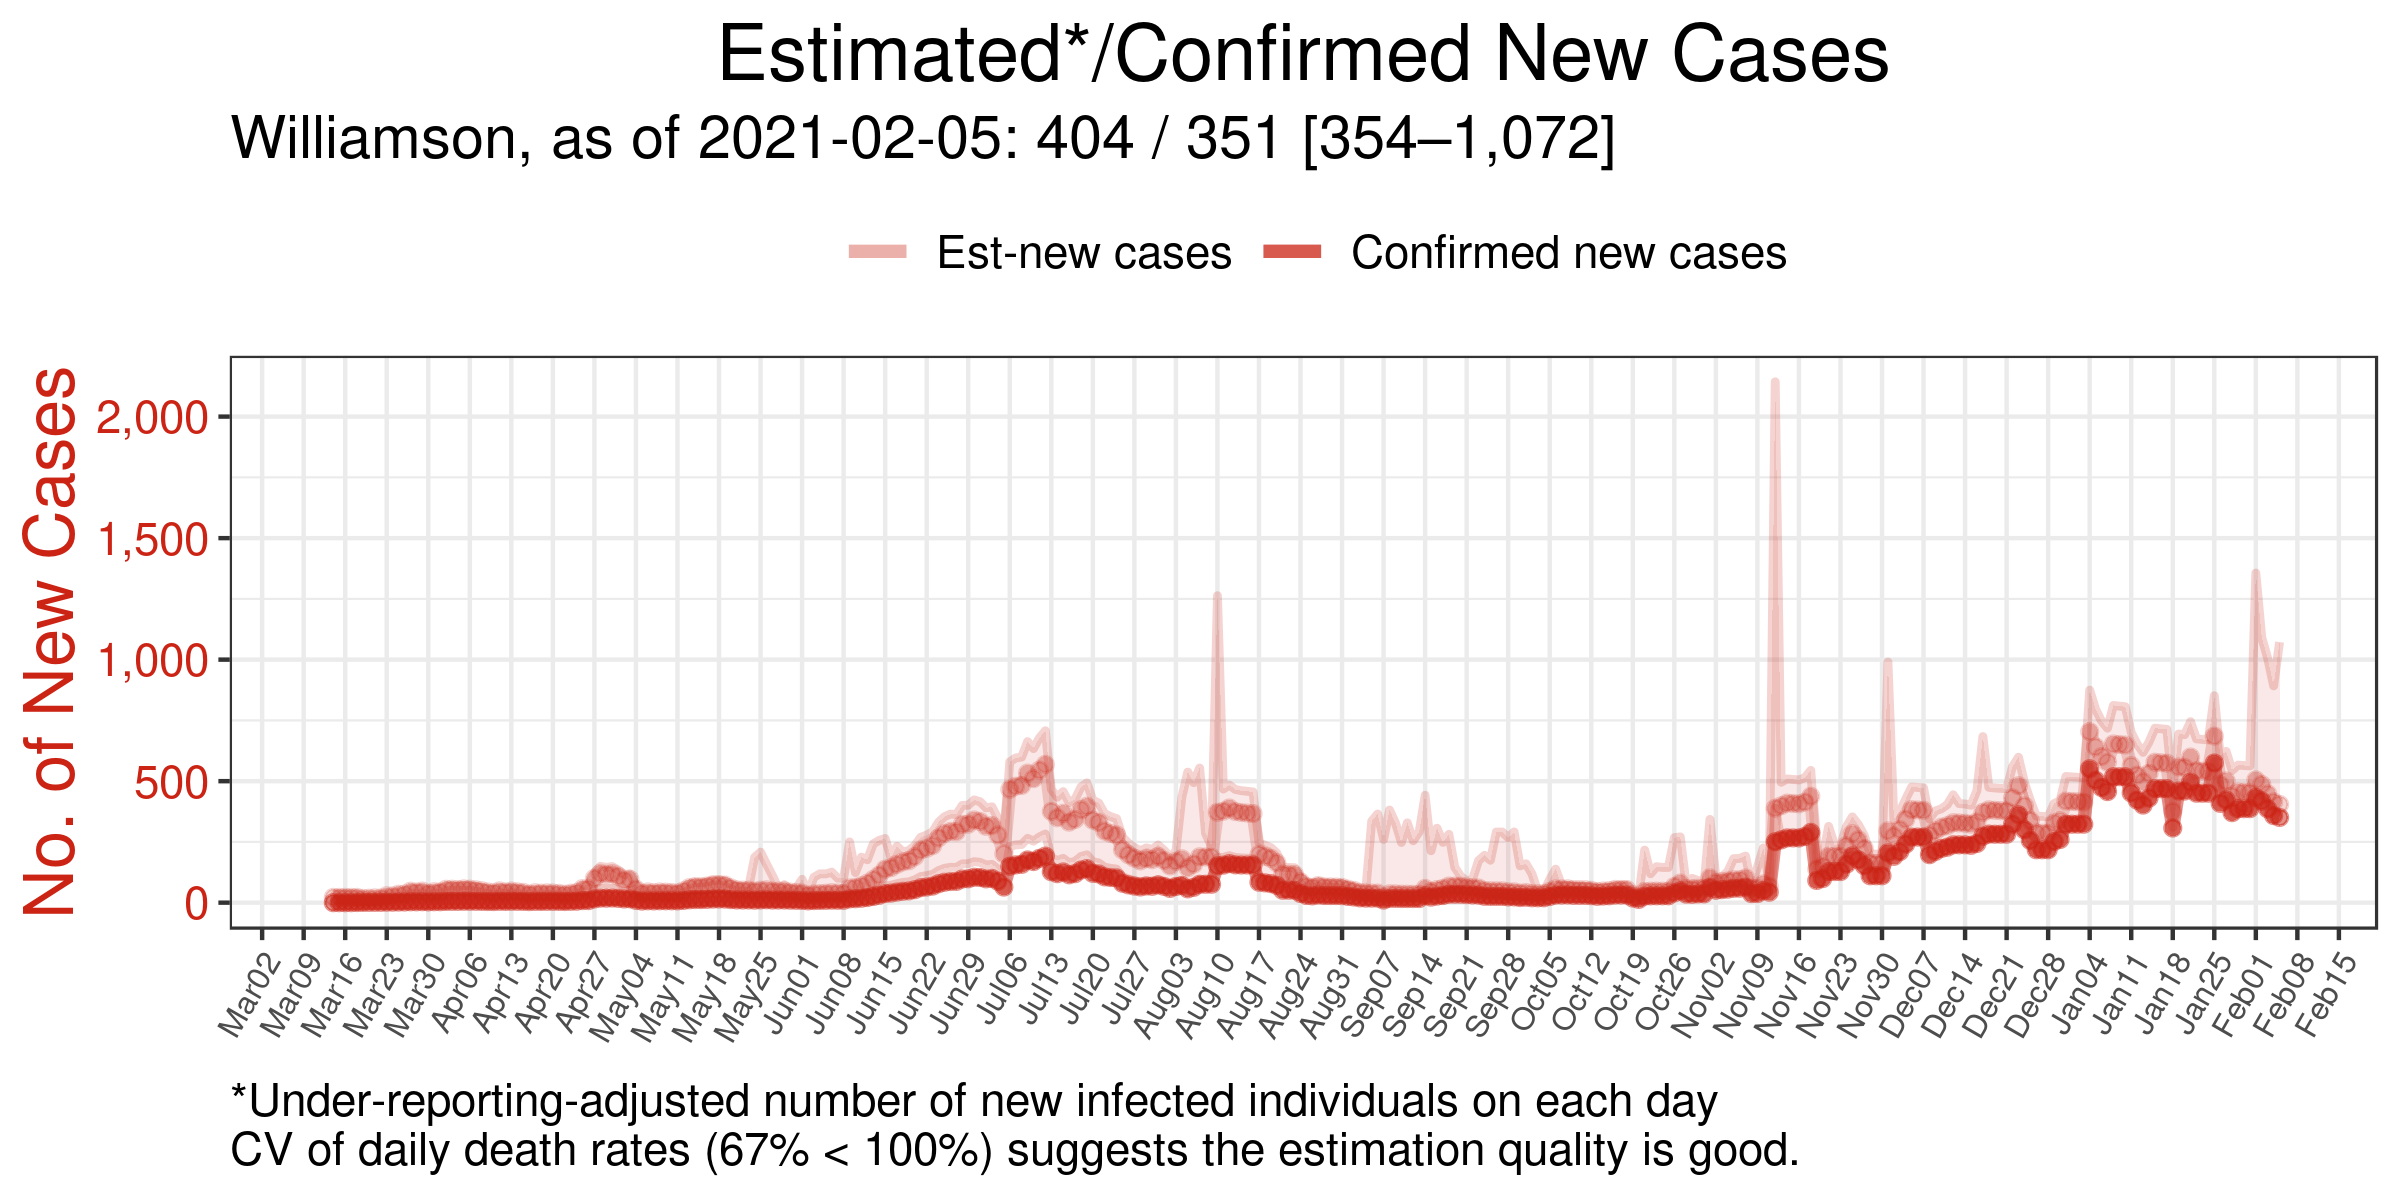 Estimated*/Confirmed New Cases
Williamson, as of 2021-02-05: 404 / 351 [354–1,072]
Est-new cases Confirmed new cases
No. of New Cases
2,000
1,500
1,000
500
0
Mar02 Mar09 Mar16 Mar23 Mar30 Apr06 Apr13 Apr20 Apr27 May04 May11 May18 May25 Jun01 Jun08 Jun15 Jun22 Jun29 Jul06 Jul13 Jul20 Jul27 Aug03 Aug10 Aug17 Aug24 Aug31 Sep07 Sep14 Sep21 Sep28 Oct05 Oct12 Oct19 Oct26 Nov02 Nov09 Nov16 Nov23 Nov30 Dec07 Dec14 Dec21 Dec28 Jan04 Jan11 Jan18 Jan25 Feb01 Feb08 Feb15
*Under-reporting-adjusted number of new infected individuals on each day
CV of daily death rates (67% < 100%) suggests the estimation quality is good.